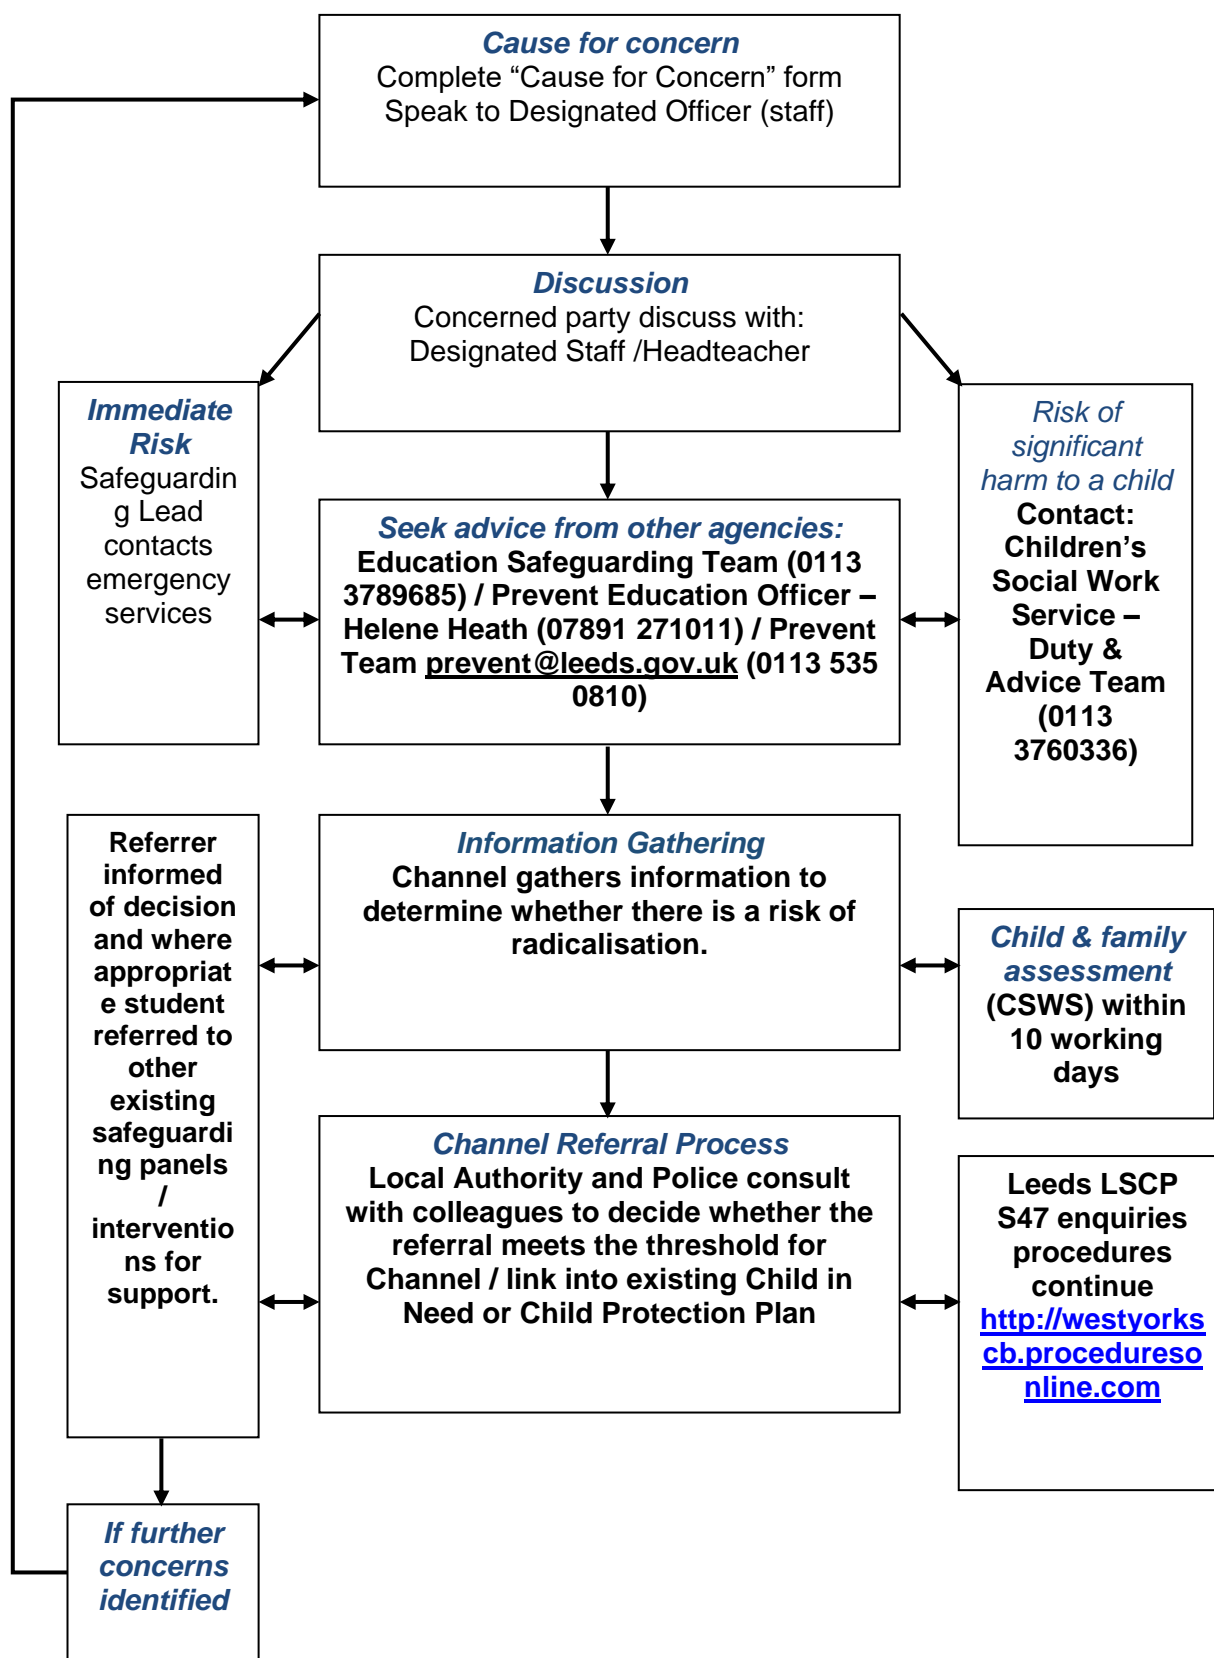 Cause for concern
Complete “Cause for Concern” form
Speak to Designated Officer (staff)
Discussion
Concerned party discuss with:
Designated Staff /Headteacher
Immediate
Risk
Safeguardin
g Lead
contacts
emergency
services
Seek advice from other agencies:
Education Safeguarding Team (0113
3789685) / Prevent Education Officer –
Helene Heath (07891 271011) / Prevent
Team prevent@leeds.gov.uk (0113 535
0810)
Risk of
significant
harm to a child
Contact:
Children’s
Social Work
Service –
Duty &
Advice Team
(0113
3760336)
Referrer
informed
of decision
and where
appropriat
e student
referred to
other
existing
safeguardi
ng panels
/
interventio
ns for
support.
Information Gathering
Channel gathers information to
determine whether there is a risk of
radicalisation.
Child & family
assessment
(CSWS) within
10 working
days
Channel Referral Process
Local Authority and Police consult
with colleagues to decide whether the
referral meets the threshold for
Channel / link into existing Child in
Need or Child Protection Plan
Leeds LSCP
S47 enquiries
procedures
continue
http://westyorks
cb.procedureso
nline.com
If further
concerns
identified